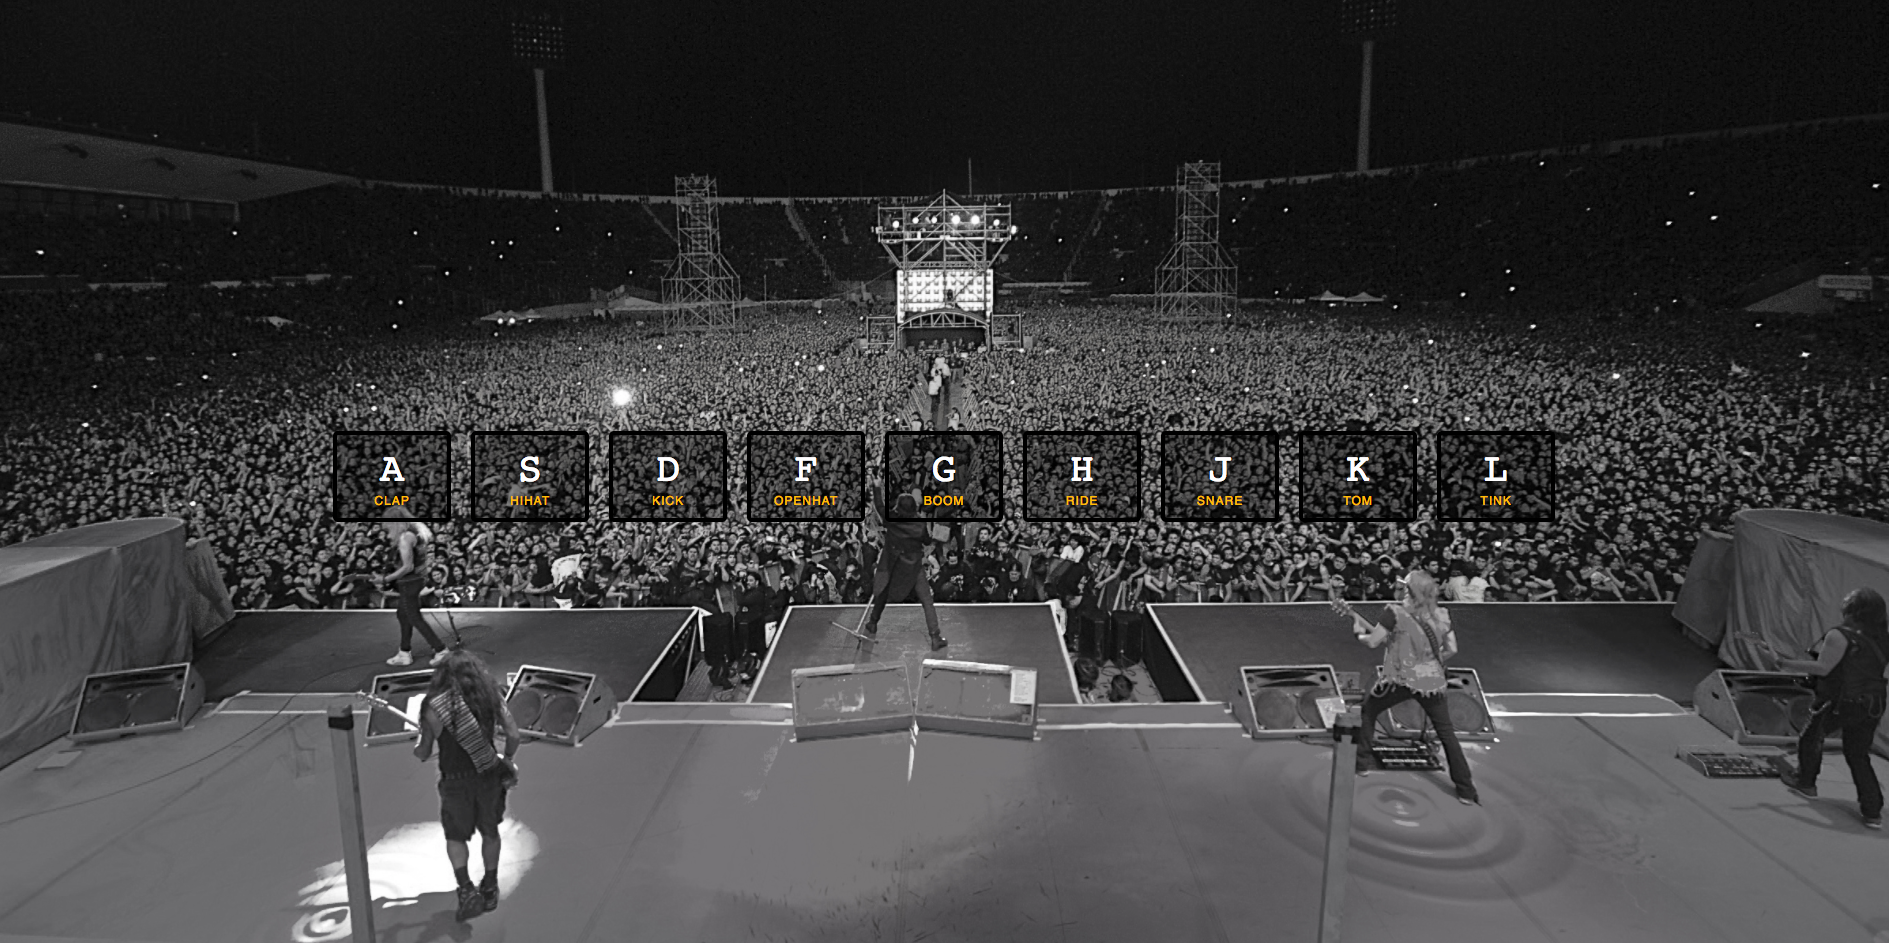 A S D F G H J K L
CLAP HIHAT KICK OPENHAT BOOM RIDE SNARE TOM TINK